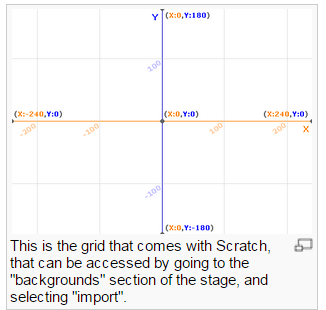 Y (X:0,Y:180)
100
(X:-240,Y:0) (X:0,Y:0) (X:240,Y:0)
-200 -100 100 200 X
-100
(X:0,Y:-180)
This is the grid that comes with Scratch,
that can be accessed by going to the
"backgrounds" section of the stage, and
selecting "import".